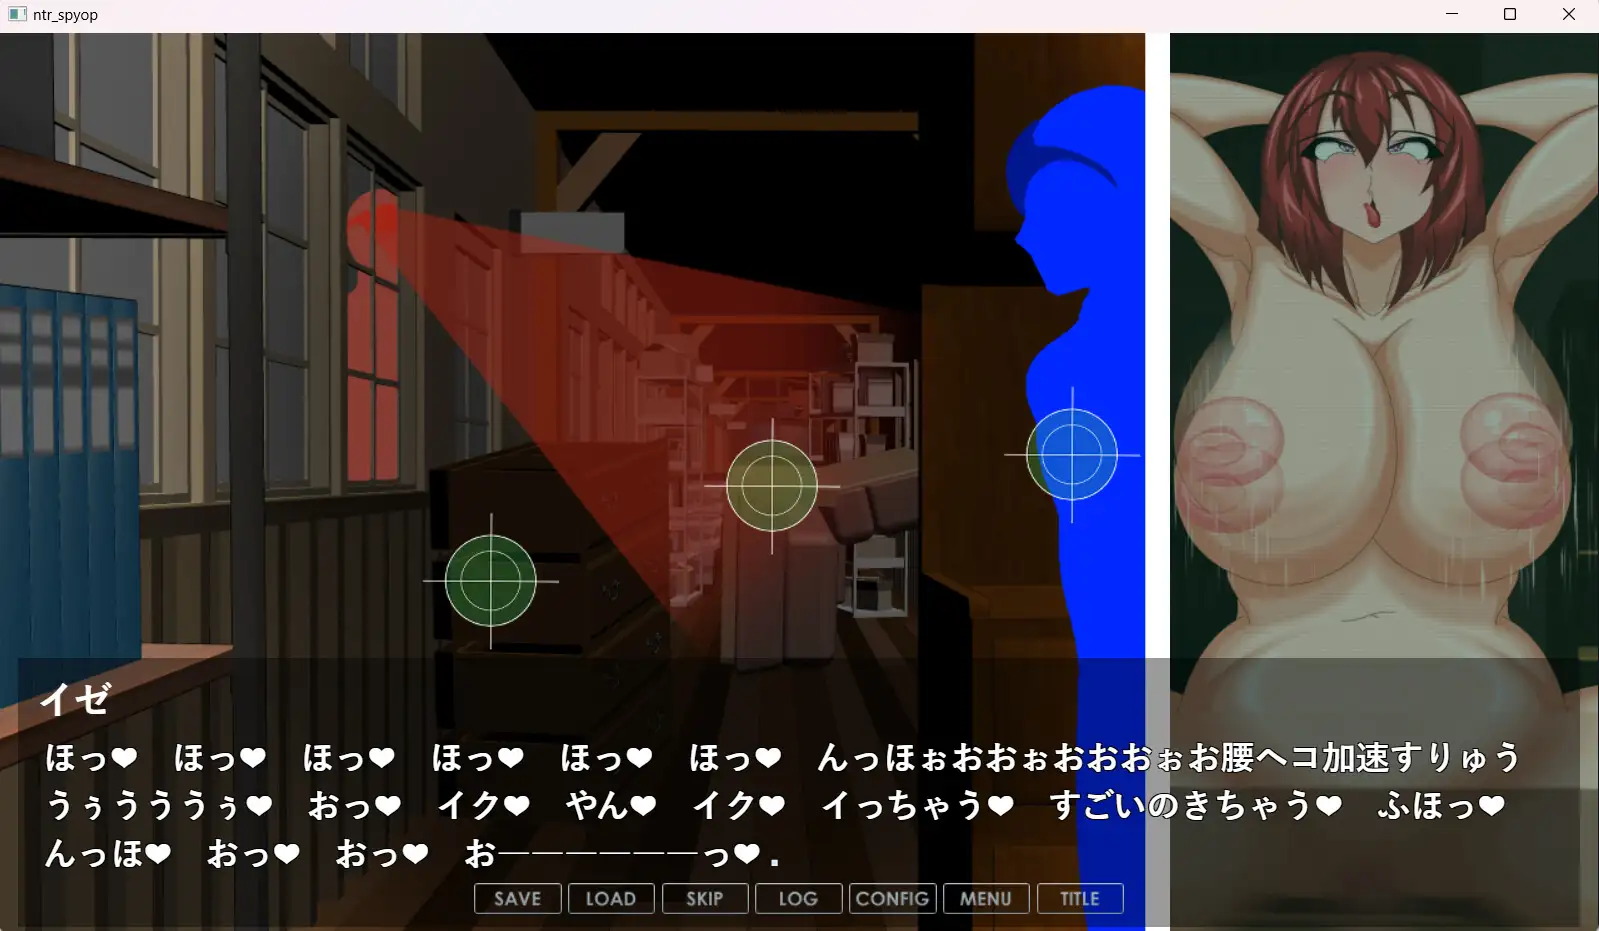 ntr_spyop
イゼ
ほっ♥　ほっ♥　ほっ♥　ほっ♥　ほっ♥　ほっ♥　んっほぉおおぉおおおぉお腰ヘコ加速すりゅう
うぅうううぅ♥　おっ♥　イク♥　やん♥　イク♥　イっちゃう♥　すごいのきちゃう♥　ふほっ♥
んっほ♥　おっ♥　おっ♥　お――――――っ♥.
SAVE LOAD SKIP LOG CONFIG MENU TITLE